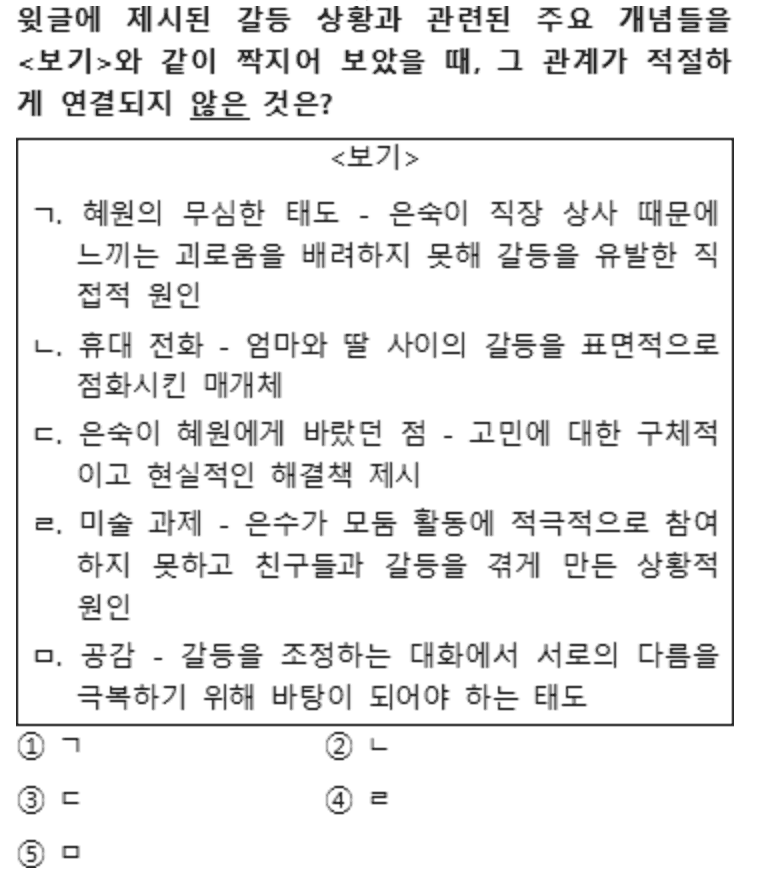 윗글에 제시된 갈등 상황과 관련된 주요 개념들을
<보기>와 같이 짝지어 보았을 때, 그 관계가 적절하
게 연결되지 않은 것은?
<보기>
ㄱ. 혜원의 무심한 태도 - 은숙이 직장 상사 때문에
느끼는 괴로움을 배려하지 못해 갈등을 유발한 직
접적 원인
ㄴ. 휴대 전화 - 엄마와 딸 사이의 갈등을 표면적으로
점화시킨 매개체
ㄷ. 은숙이 혜원에게 바랐던 점 - 고민에 대한 구체적
이고 현실적인 해결책 제시
ㄹ. 미술 과제 - 은수가 모둠 활동에 적극적으로 참여
하지 못하고 친구들과 갈등을 겪게 만든 상황적
원인
ㅁ. 공감 - 갈등을 조정하는 대화에서 서로의 다름을
극복하기 위해 바탕이 되어야 하는 태도
① ㄱ ② ㄴ
③ ㄷ ④ ㄹ
⑤ ㅁ